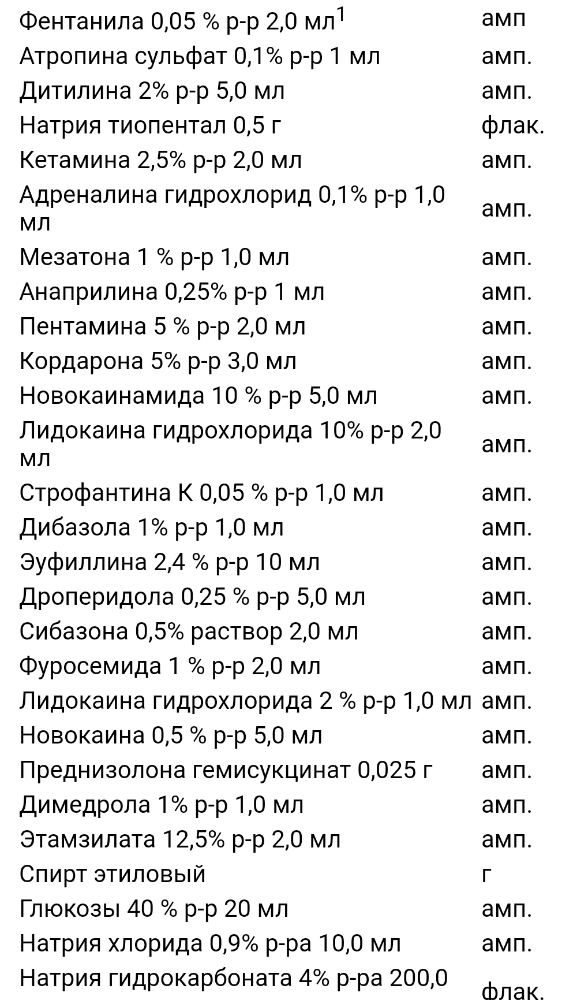 Фентанила 0,05 % р-р 2,0 мл¹ амп
Атропина сульфат 0,1% р-р 1 мл амп.
Дитилина 2% р-р 5,0 мл амп.
Натрия тиопентал 0,5 г флак.
Кетамина 2,5% р-р 2,0 мл амп.
Адреналина гидрохлорид 0,1% р-р 1,0
мл амп.
Мезатона 1 % р-р 1,0 мл амп.
Анаприлина 0,25% р-р 1 мл амп.
Пентамина 5 % р-р 2,0 мл амп.
Кордарона 5% р-р 3,0 мл амп.
Новокаинамида 10 % р-р 5,0 мл амп.
Лидокаина гидрохлорида 10% р-р 2,0
мл амп.
Строфантина К 0,05 % р-р 1,0 мл амп.
Дибазола 1% р-р 1,0 мл амп.
Эуфиллина 2,4 % р-р 10 мл амп.
Дроперидола 0,25 % р-р 5,0 мл амп.
Сибазона 0,5% раствор 2,0 мл амп.
Фуросемида 1 % р-р 2,0 мл амп.
Лидокаина гидрохлорида 2 % р-р 1,0 мл амп.
Новокаина 0,5 % р-р 5,0 мл амп.
Преднизолона гемисукцинат 0,025 г амп.
Димедрола 1% р-р 1,0 мл амп.
Этамзилата 12,5% р-р 2,0 мл амп.
Спирт этиловый г
Глюкозы 40 % р-р 20 мл амп.
Натрия хлорида 0,9% р-ра 10,0 мл амп.
Натрия гидрокарбоната 4% р-ра 200,0
флак.